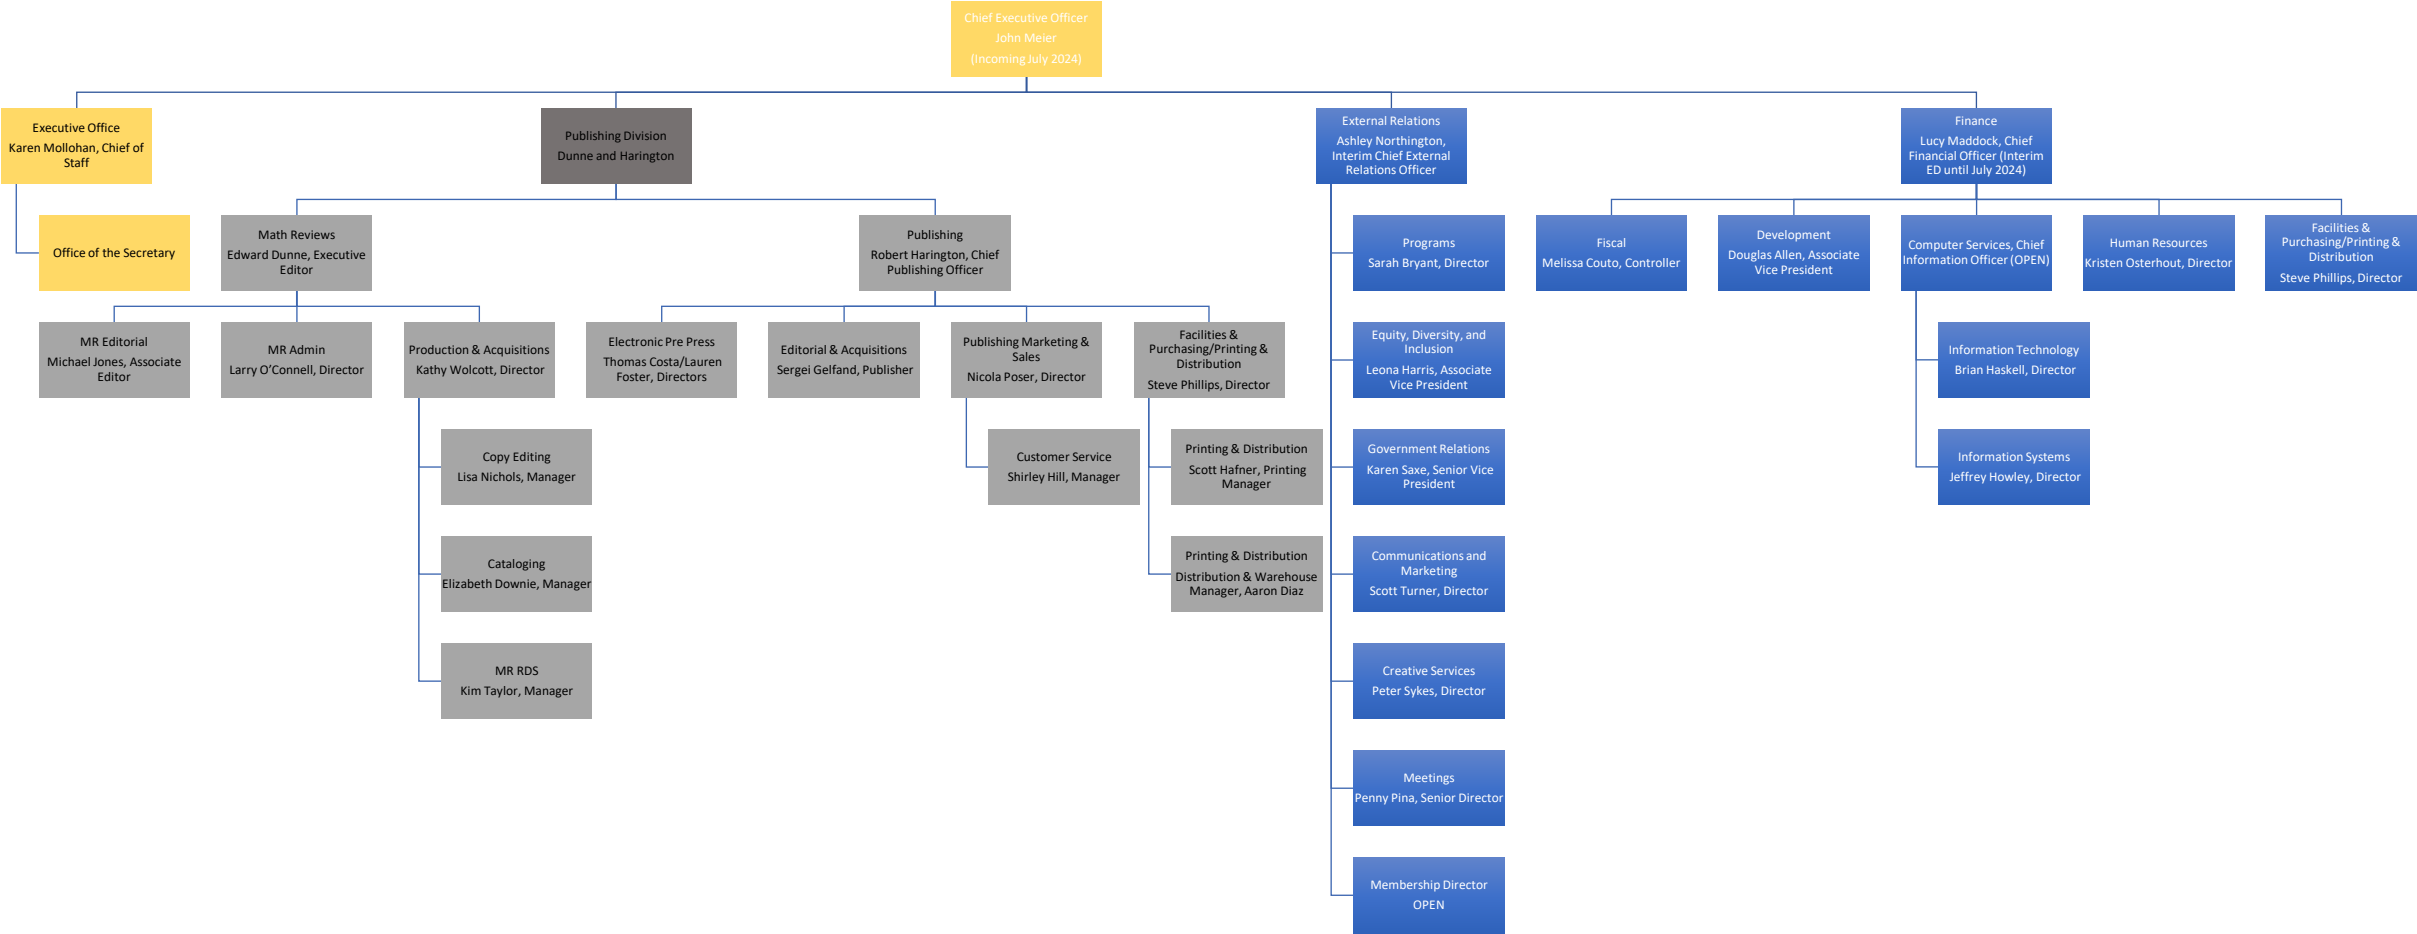 Chief Executive Officer
John Meier
(Incoming July 2024)
Executive Office
Karen Mollohan, Chief of
Staff
Office of the Secretary
Publishing Division
Dunne and Harington
Math Reviews
Edward Dunne, Executive
Editor
MR Editorial
Michael Jones, Associate
Editor
MR Admin
Larry O’Connell, Director
Production & Acquisitions
Kathy Wolcott, Director
Copy Editing
Lisa Nichols, Manager
Cataloging
Elizabeth Downie, Manager
MR RDS
Kim Taylor, Manager
Publishing
Robert Harington, Chief
Publishing Officer
Electronic Pre Press
Thomas Costa/Lauren
Foster, Directors
Editorial & Acquisitions
Sergei Gelfand, Publisher
Publishing Marketing &
Sales
Nicola Poser, Director
Customer Service
Shirley Hill, Manager
Facilities &
Purchasing/Printing &
Distribution
Steve Phillips, Director
Printing & Distribution
Scott Hafner, Printing
Manager
Printing & Distribution
Distribution & Warehouse
Manager, Aaron Diaz
External Relations
Ashley Northington,
Interim Chief External
Relations Officer
Programs
Sarah Bryant, Director
Equity, Diversity, and
Inclusion
Leona Harris, Associate
Vice President
Government Relations
Karen Saxe, Senior Vice
President
Communications and
Marketing
Scott Turner, Director
Creative Services
Peter Sykes, Director
Meetings
Penny Pina, Senior Director
Membership Director
OPEN
Finance
Lucy Maddock, Chief
Financial Officer (Interim
ED until July 2024)
Fiscal
Melissa Couto, Controller
Development
Douglas Allen, Associate
Vice President
Computer Services, Chief
Information Officer (OPEN)
Information Technology
Brian Haskell, Director
Information Systems
Jeffrey Howley, Director
Human Resources
Kristen Osterhout, Director
Facilities &
Purchasing/Printing &
Distribution
Steve Phillips, Director